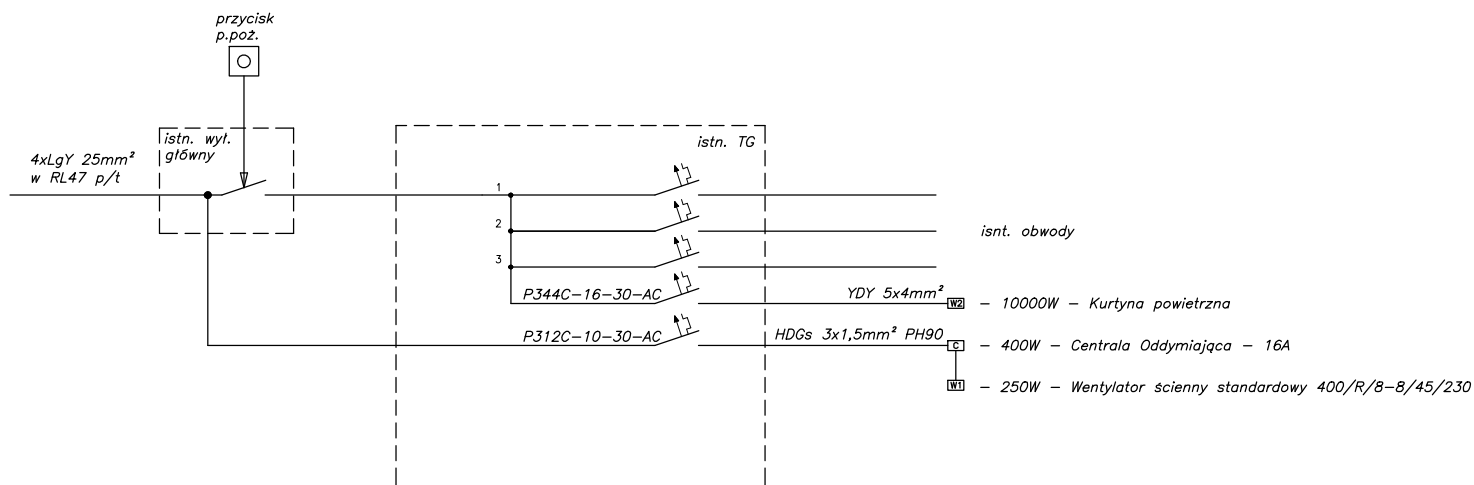 przycisk
p.poż.
istn. wył.
główny
istn. TG
4xLgY 25mm²
w RL47 p/t
1
2
isnt. obwody
3
P344C-16-30-AC
YDY 5x4mm²
W2 - 10000W - Kurtyna powietrzna
P312C-10-30-AC
HDGs 3x1,5mm² PH90
C - 400W - Centrala Oddymiająca - 16A
W1 - 250W - Wentylator ścienny standardowy 400/R/8-8/45/230